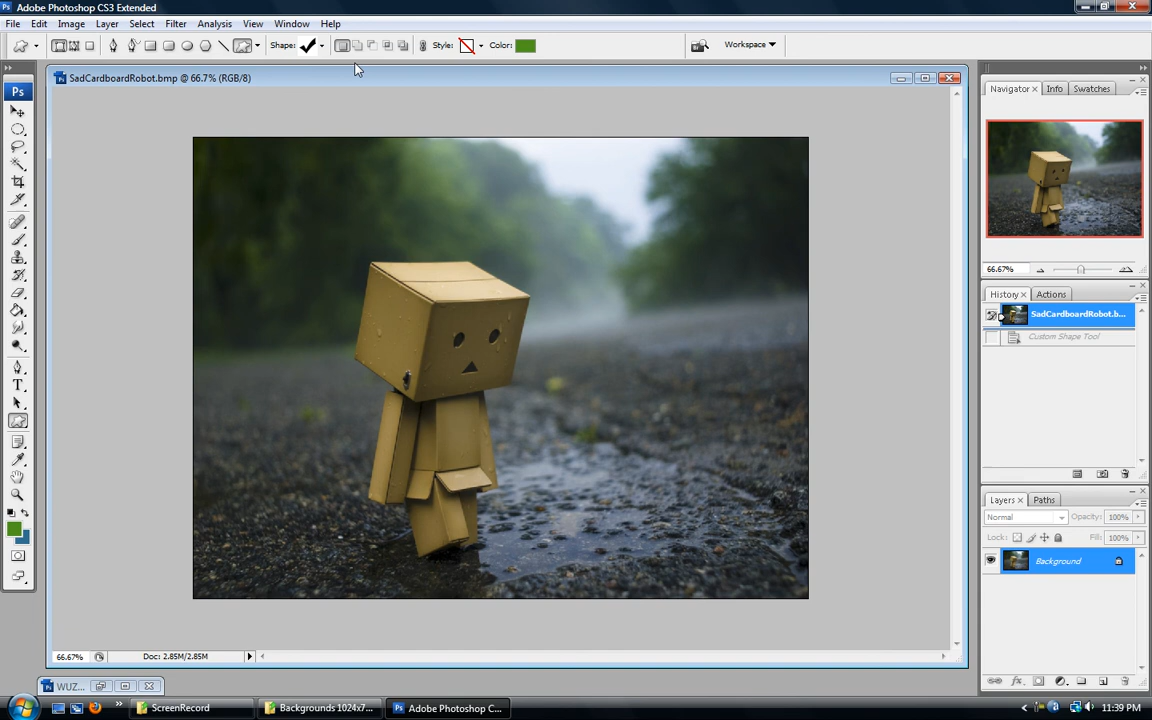 Adobe Photoshop CS3 Extended
File Edit Image Layer Select Filter Analysis View Window Help
Shape: Style: Color: Workspace
Ps SadCardboardRobot.bmp @ 66.7% (RGB/8)
Navigator Info Swatches
66.67%
History Actions
SadCardboardRobot.b...
Custom Shape Tool
T
Layers Paths
Normal Opacity: 100%
Lock: Fill: 100%
Background
66.67% Doc: 2.85M/2.85M
Ps WUZ...
ScreenRecord Backgrounds 1024x7... Ps Adobe Photoshop C... 11:39 PM